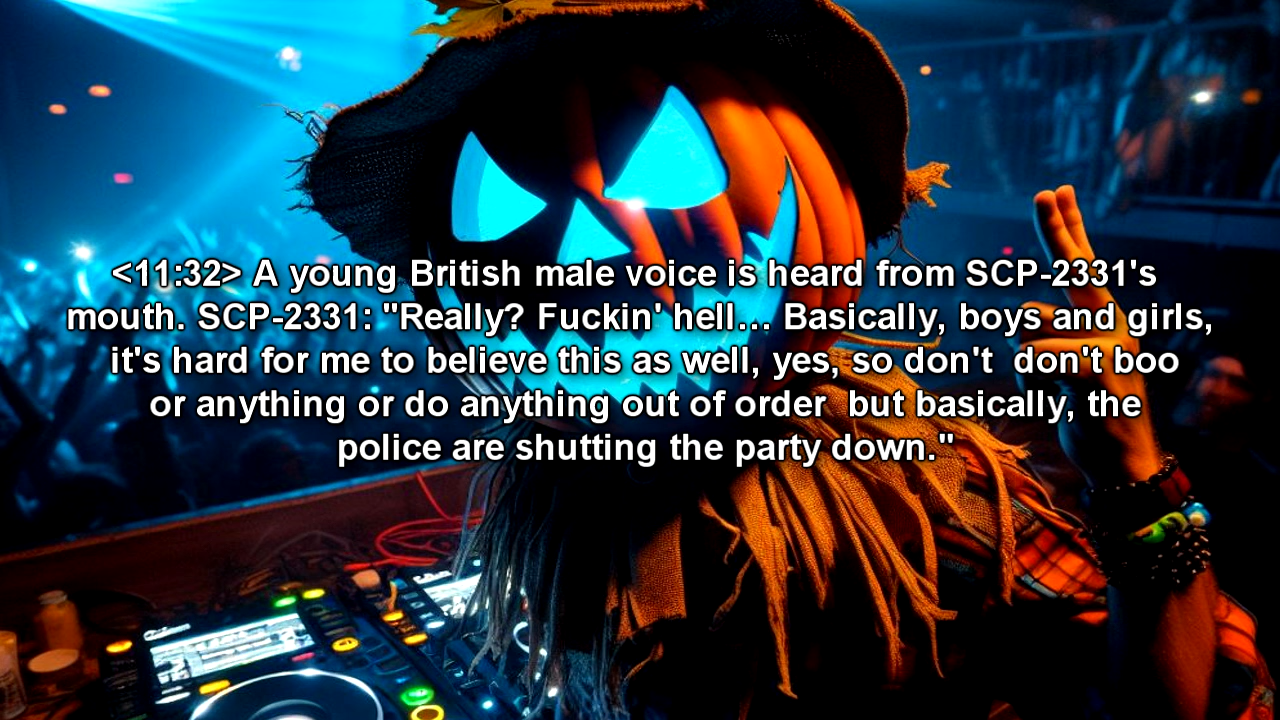 <11:32> A young British male voice is heard from SCP-2331's
mouth. SCP-2331: "Really? Fuckin' hell… Basically, boys and girls,
it's hard for me to believe this as well, yes, so don't  don't boo
or anything or do anything out of order  but basically, the
police are shutting the party down."